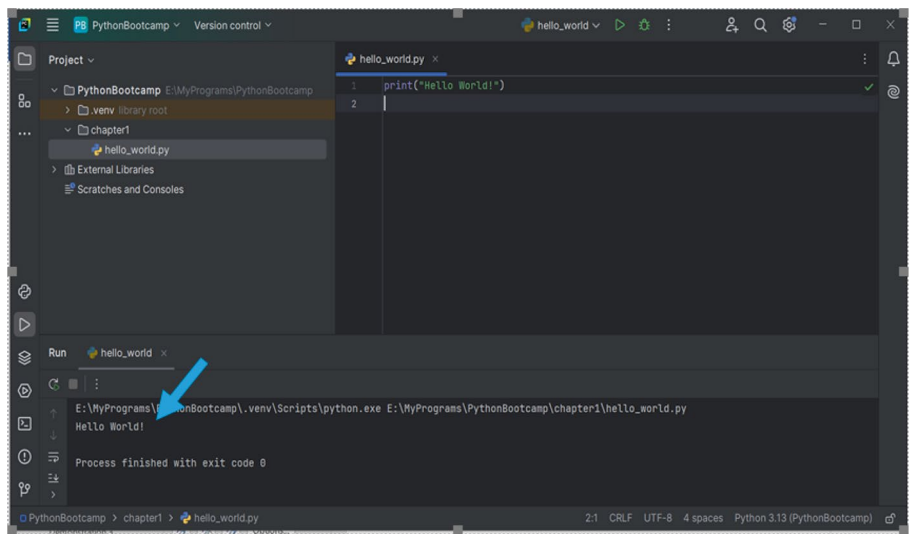 PB PythonBootcamp Version control hello_world
Project
hello_world.py
PythonBootcamp E:\MyPrograms\PythonBootcamp
.venv library root
chapter1
hello_world.py
External Libraries
Scratches and Consoles
1 print("Hello World!")
2
Run hello_world
E:\MyPrograms\PythonBootcamp\.venv\Scripts\python.exe E:\MyPrograms\PythonBootcamp\chapter1\hello_world.py
Hello World!
Process finished with exit code 0
PythonBootcamp > chapter1 > hello_world.py 2:1 CRLF UTF-8 4 spaces Python 3.13 (PythonBootcamp)